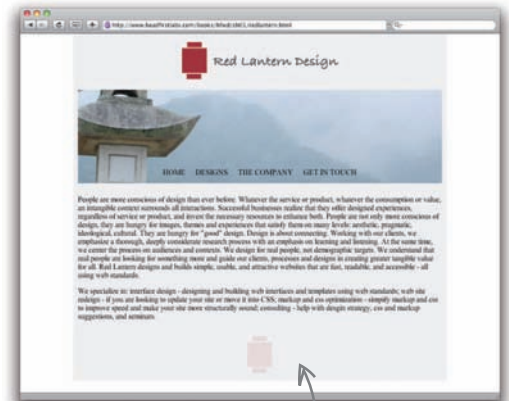 Red Lantern Design
HOME DESIGNS THE COMPANY GET IN TOUCH
People are more conscious of design than ever before. Whatever the service or product, whatever the consumption or value,
an intangible context surrounds all interactions. Successful businesses realize that they offer designed experiences,
regardless of service or product, and invest the necessary resources to enhance both. People are not only more conscious of
design, they are hungry for images, themes and experiences that satisfy them on many levels: aesthetic, pragmatic,
ideological, cultural. They are hungry for "good" design. Design is about connecting. Working with our clients, we
emphasize a thorough, deeply considerate research process with an emphasis on learning and listening. At the same time,
we center the process on the users and contexts. We design for real people, not demographic targets. We understand that
real people are looking for something more and guide our clients, processes and designs in creating greater tangible value
for all. Red Lantern designs and builds simple, usable, and attractive websites that are fast, readable, and accessible - all
using web standards.
We specialize in: interface design - designing and building web interfaces and templates using web standards; web site
redesign - if you are looking to update your site or move it into CSS; markup and css optimization - simplify markup and css
to improve speed and make your site more structurally sound; consulting - help with desgin strategy, css and markup
suggestions, and seminars